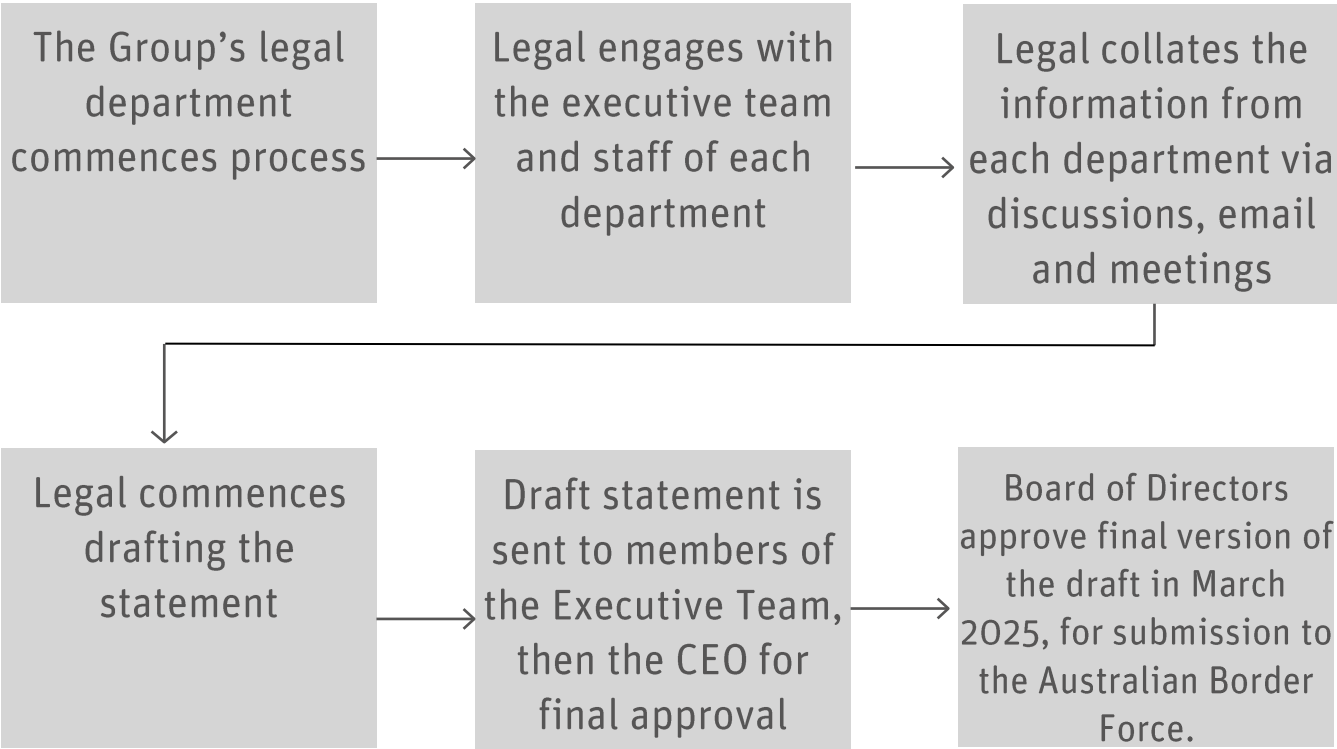 The Group’s legal
department
commences process
Legal engages with
the executive team
and staff of each
department
Legal collates the
information from
each department via
discussions, email
and meetings
Legal commences
drafting the
statement
Draft statement is
sent to members of
the Executive Team,
then the CEO for
final approval
Board of Directors
approve final version of
the draft in March
2025, for submission to
the Australian Border
Force.